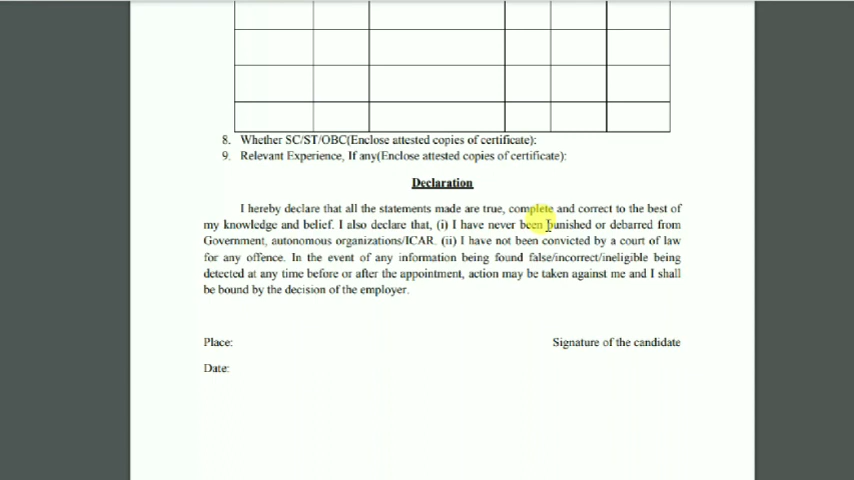 8. Whether SC/ST/OBC(Enclose attested copies of certificate):
9. Relevant Experience, If any(Enclose attested copies of certificate):
Declaration
I hereby declare that all the statements made are true, complete and correct to the best of
my knowledge and belief. I also declare that, (i) I have never been punished or debarred from
Government, autonomous organizations/ICAR. (ii) I have not been convicted by a court of law
for any offence. In the event of any information being found false/incorrect/ineligible being
detected at any time before or after the appointment, action may be taken against me and I shall
be bound by the decision of the employer.
Place: Signature of the candidate
Date: